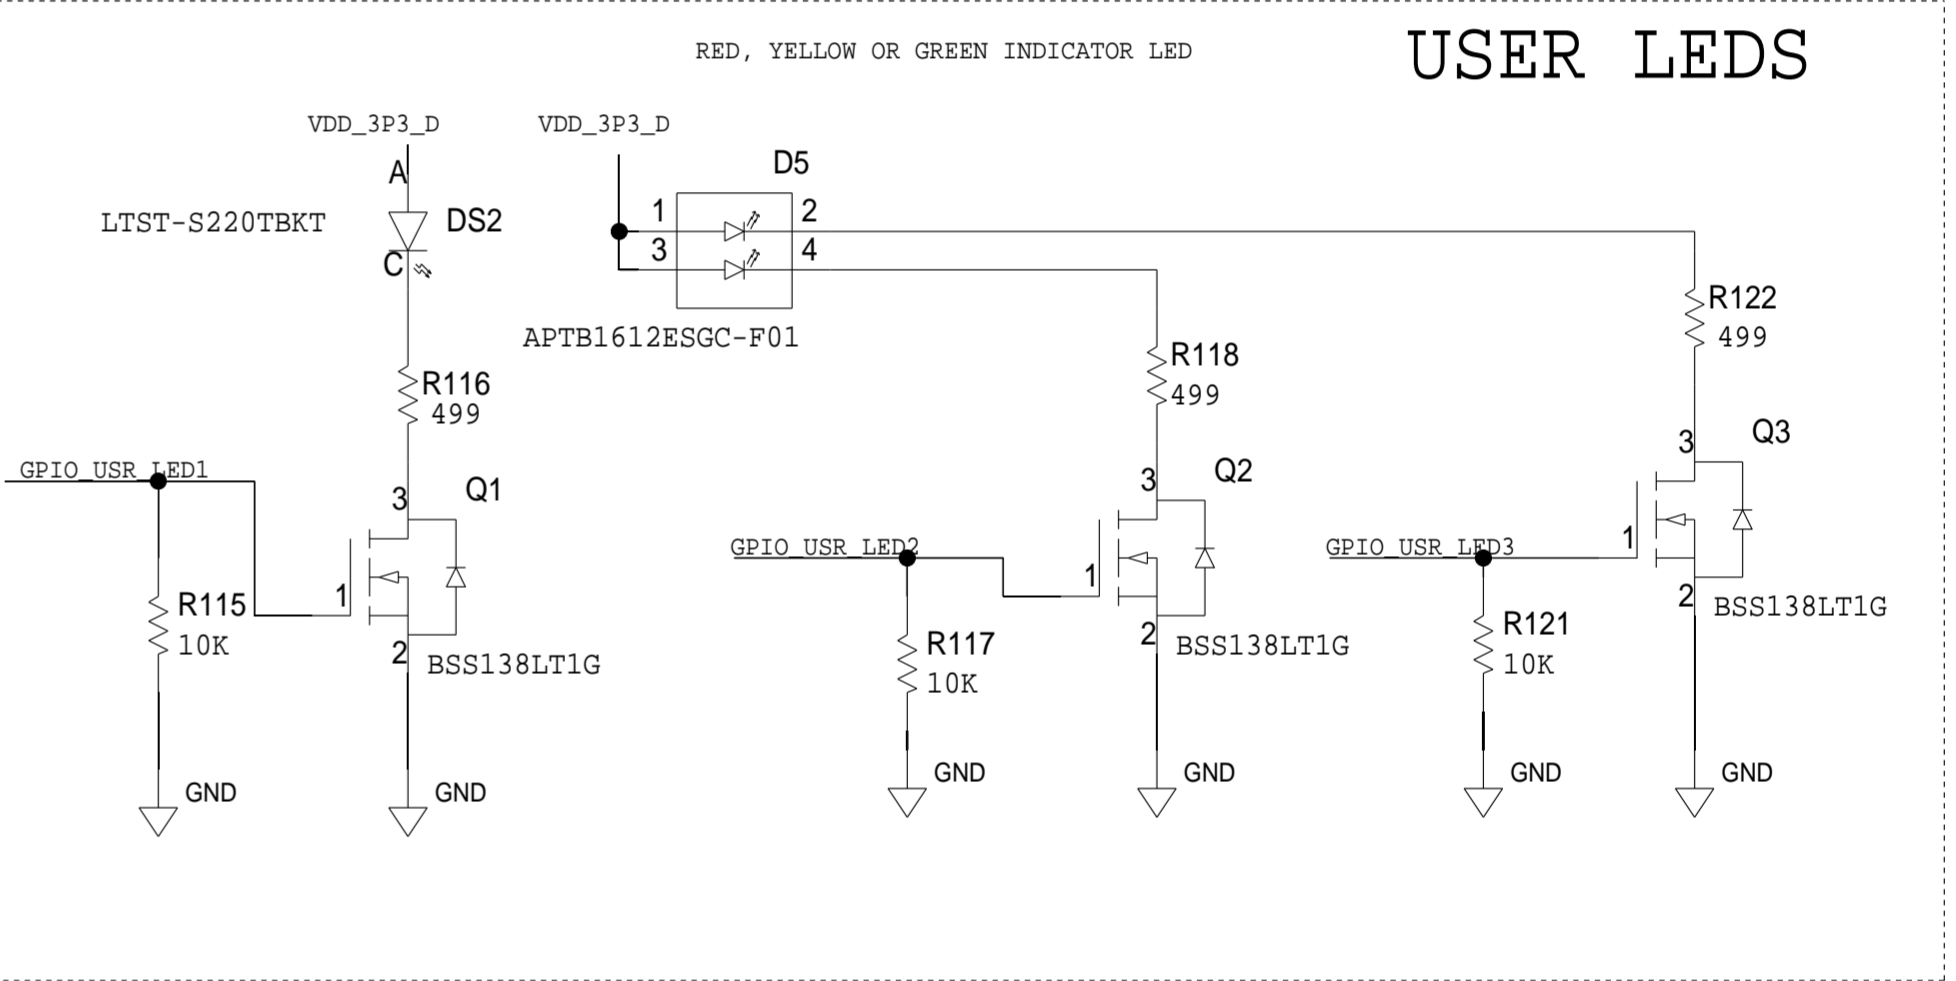 USER LEDS
RED, YELLOW OR GREEN INDICATOR LED
VDD_3P3_D
VDD_3P3_D
A
LTST-S220TBKT
DS2
C
D5
1
2
3
4
APTB1612ESGC-F01
R116
499
R118
499
R122
499
GPIO_USR_LED1
3
Q1
1
R115
10K
2
BSS138LT1G
GND
GND
GPIO_USR_LED2
3
Q2
1
R117
10K
2
BSS138LT1G
GND
GND
GPIO_USR_LED3
3
Q3
1
R121
10K
2
BSS138LT1G
GND
GND